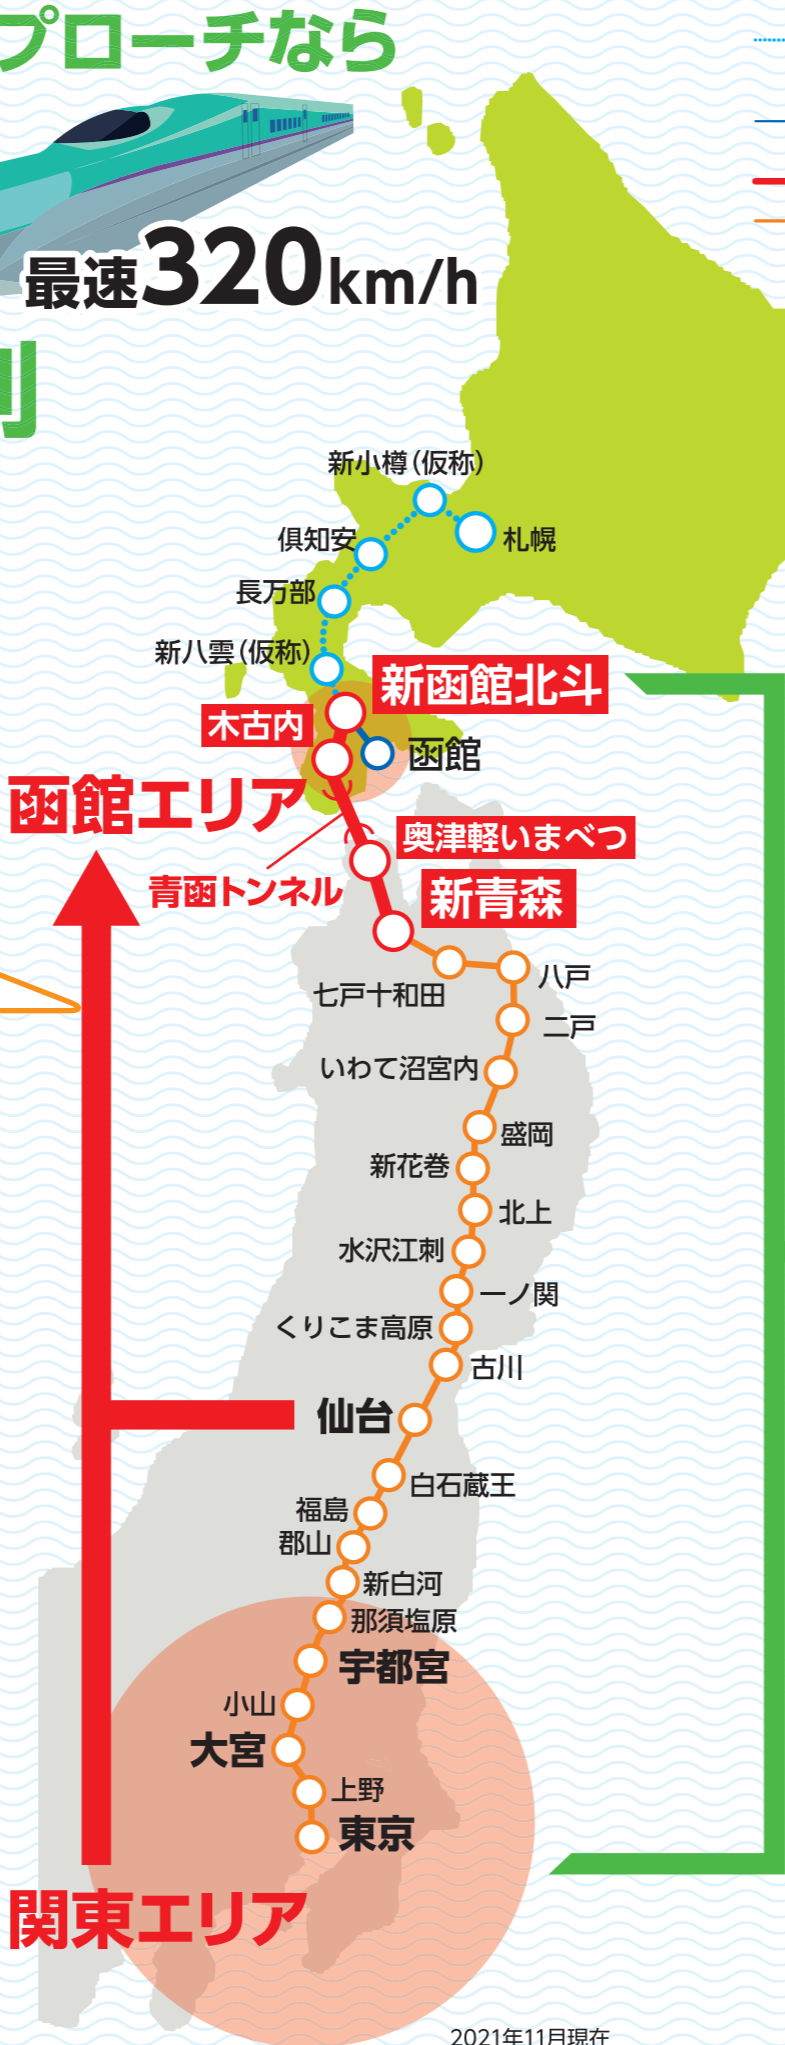 プローチなら
最速320km/h
新小樽(仮称)
札幌
倶知安
長万部
新八雲(仮称)
新函館北斗
木古内
函館
函館エリア
奥津軽いまべつ
青函トンネル
新青森
七戸十和田
八戸
二戸
いわて沼宮内
盛岡
新花巻
北上
水沢江刺
一ノ関
くりこま高原
古川
仙台
白石蔵王
福島
郡山
新白河
那須塩原
宇都宮
小山
大宮
上野
東京
関東エリア
2021年11月現在